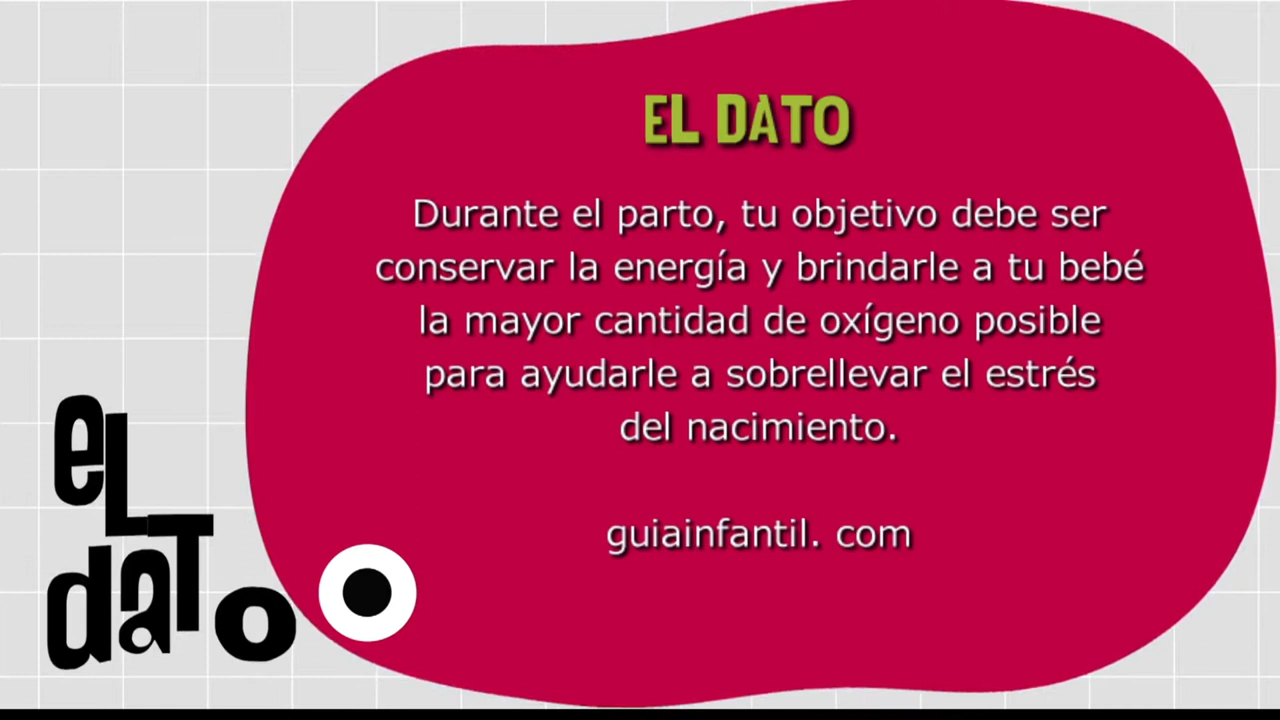 EL DATO
Durante el parto, tu objetivo debe ser
conservar la energía y brindarle a tu bebé
la mayor cantidad de oxígeno posible
para ayudarle a sobrellevar el estrés
del nacimiento.
guiainfantil. com
eL
daTo